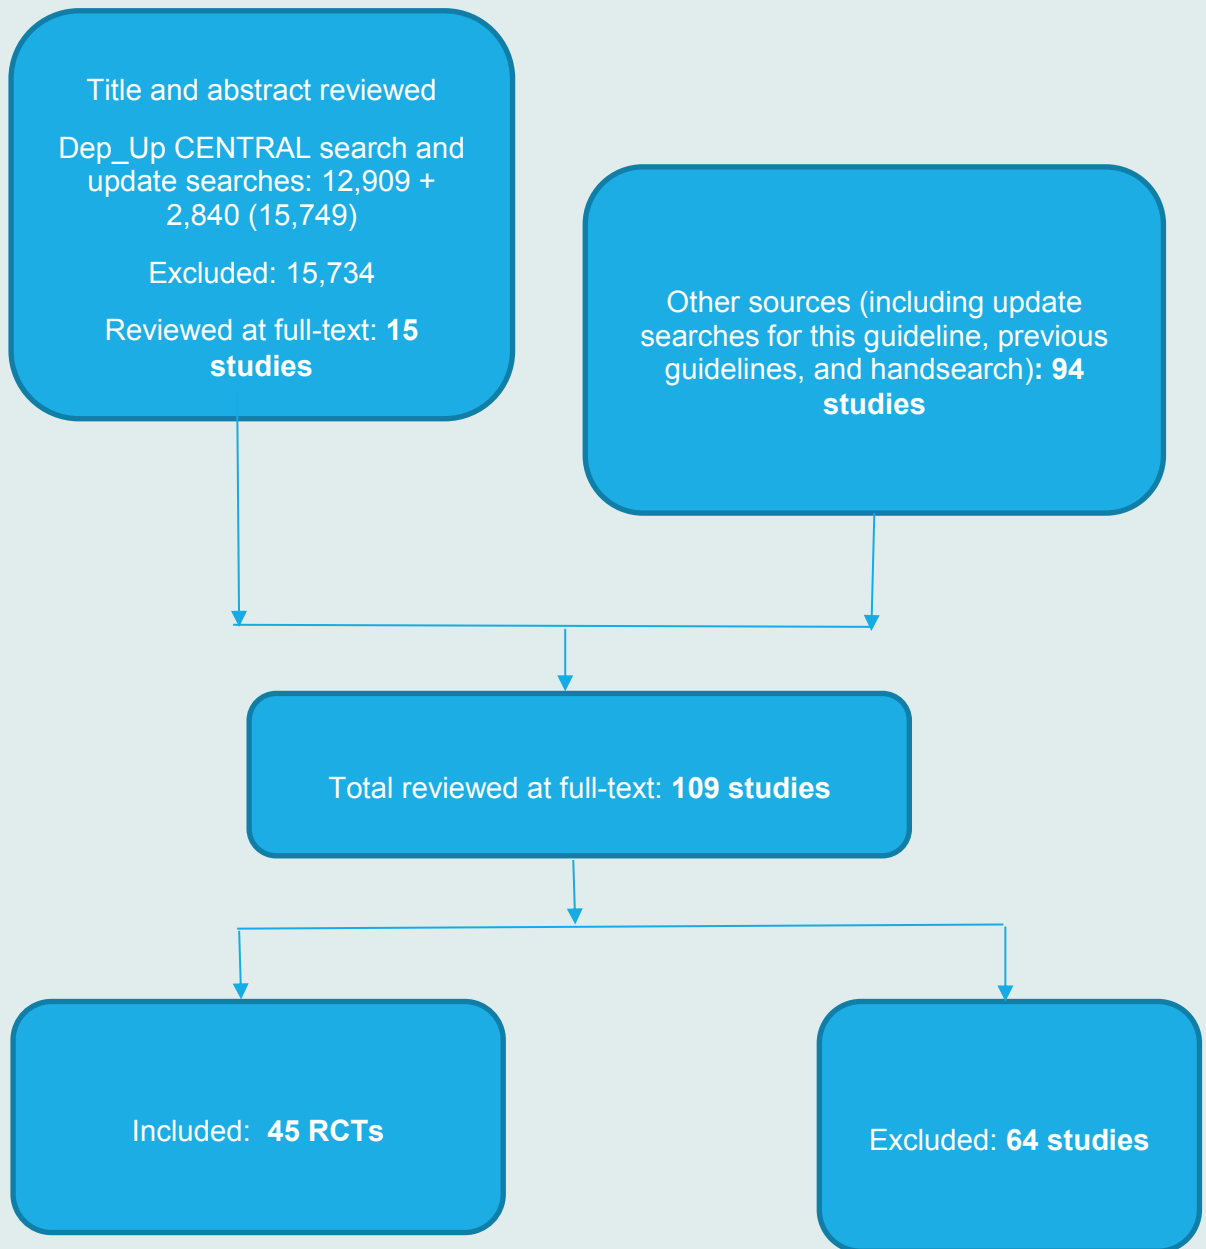 Title and abstract reviewed
Dep_Up CENTRAL search and
update searches: 12,909 +
2,840 (15,749)
Excluded: 15,734
Reviewed at full-text: 15
studies
Other sources (including update
searches for this guideline, previous
guidelines, and handsearch): 94
studies
Total reviewed at full-text: 109 studies
Included: 45 RCTs
Excluded: 64 studies